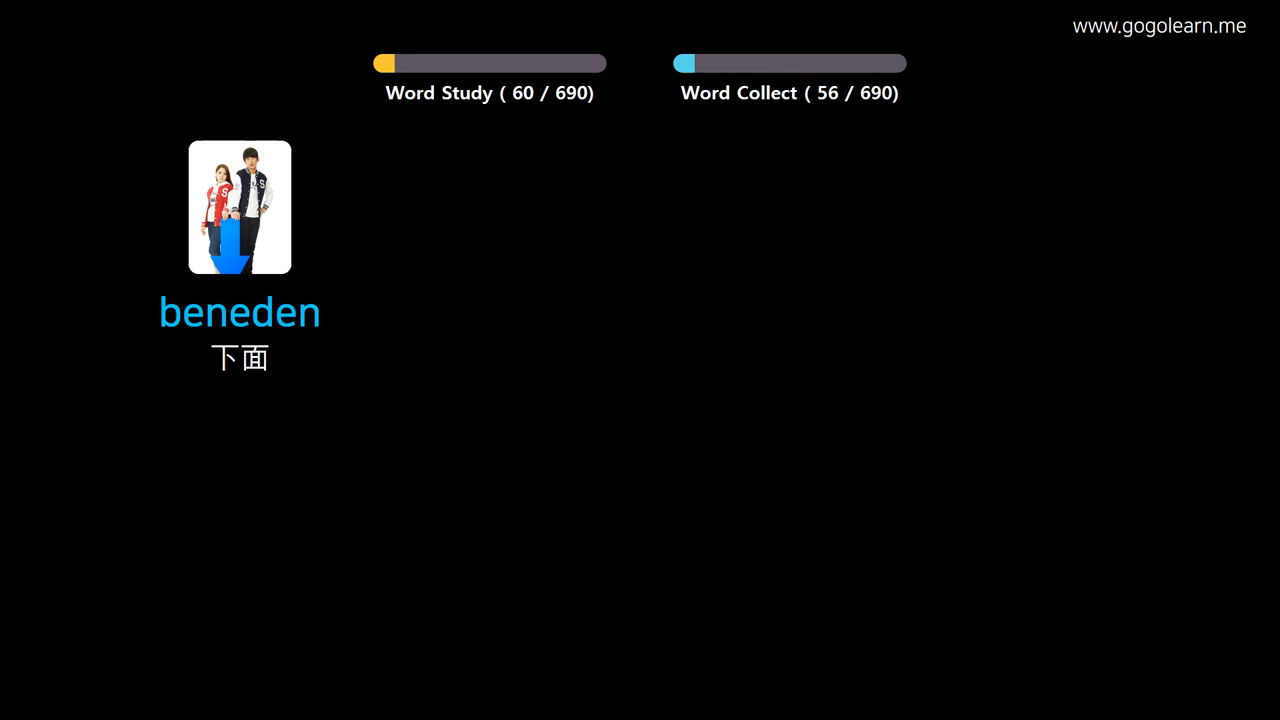 www.gogolearn.me
Word Study ( 60 / 690)
Word Collect ( 56 / 690)
S
S
beneden
下面